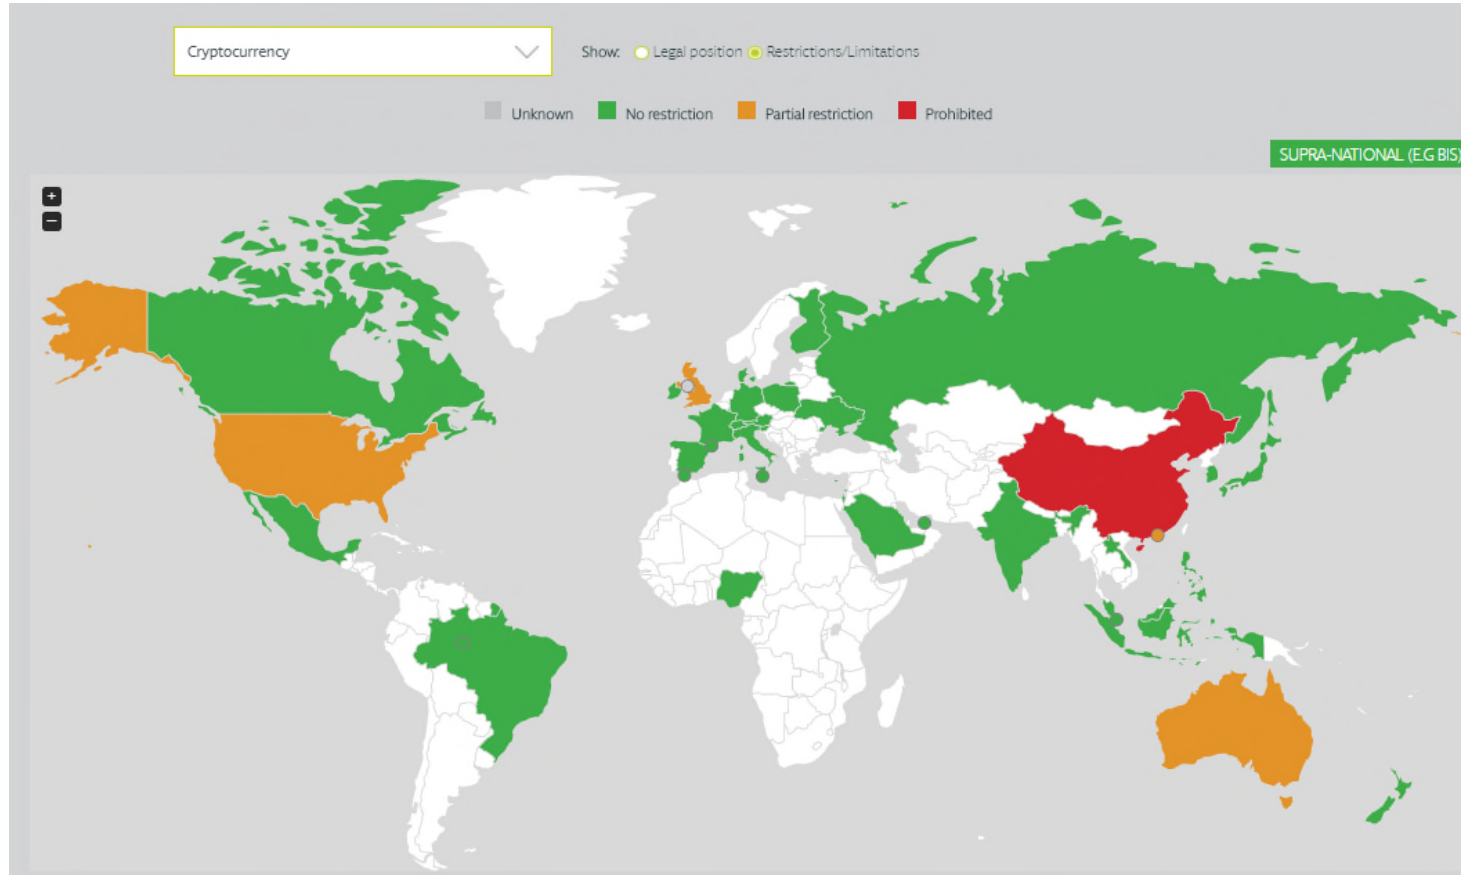 Cryptocurrency
Show: Legal position Restrictions/Limitations
Unknown No restriction Partial restriction Prohibited
SUPRA-NATIONAL (E.G BIS)
+
−